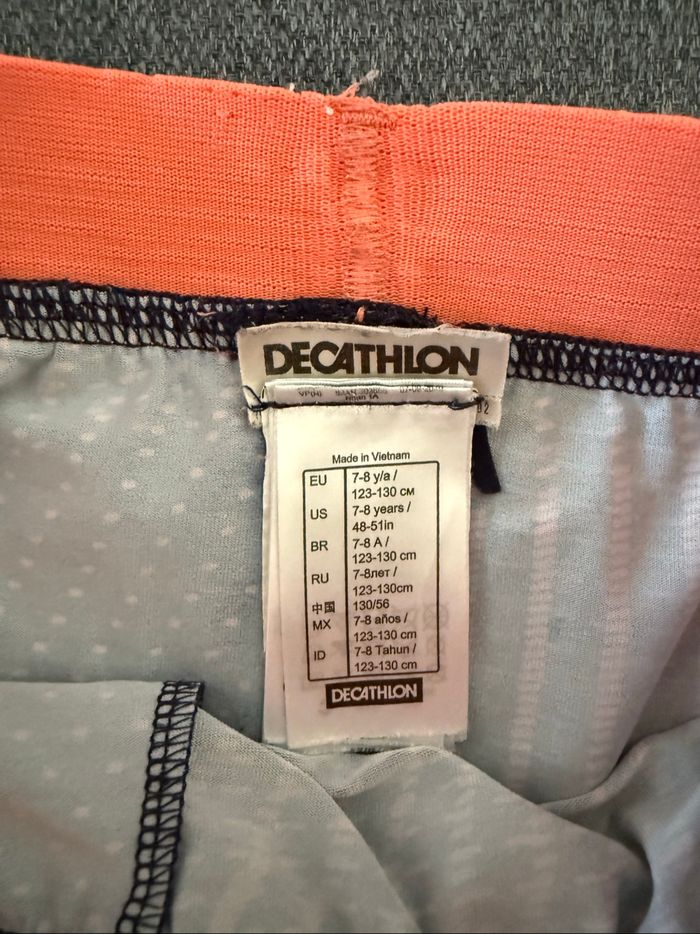 DECATHLON
Made in Vietnam
EU 7-8 y/a /
123-130 CM
US 7-8 years /
48-51in
BR 7-8 A /
123-130 cm
RU 7-8лет /
123-130cm
中国 130/56
MX 7-8 años /
123-130 cm
ID 7-8 Tahun /
123-130 cm
DECATHLON